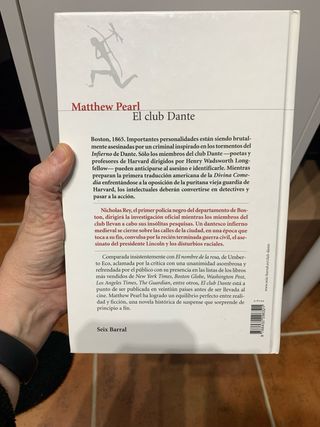 Matthew Pearl
El club Dante
Boston, 1865. Importantes personalidades están siendo brutal-
mente asesinadas por un criminal inspirado en los tormentos del
Infierno de Dante. Sólo los miembros del club Dante —poetas y
profesores de Harvard dirigidos por Henry Wadsworth Long-
fellow— pueden anticiparse al asesino e identificarle. Mientras
preparan la primera traducción americana de la Divina Come-
dia enfrentándose a la oposición de la puritana vieja guardia de
Harvard, los intelectuales deberán convertirse en detectives y
pasar a la acción.
Nicholas Rey, el primer policía negro del departamento de Bos-
ton, dirigirá la investigación oficial mientras los miembros del
club llevan a cabo sus insólitas pesquisas. Un dantesco infierno
medieval se cierne sobre las calles de la ciudad, en una época que
toca a su fin, convulsa por la recién terminada guerra civil, el ase-
sinato del presidente Lincoln y los disturbios raciales.
Comparada insistentemente con El nombre de la rosa, de Um-
berto Eco, aclamada por la crítica con una unanimidad asombrosa y
refrendada por el público con su presencia en las listas de los libros
más vendidos de New York Times, Boston Globe, Washington Post,
Los Angeles Times, The Guardian, entre otros, El club Dante está a
punto de ser publicada en veintiún países antes de ser llevada al
cine. Matthew Pearl ha logrado un equilibrio perfecto entre reali-
dad y ficción, una novela histórica de suspense que sorprende de
principio a fin.
Seix Barral